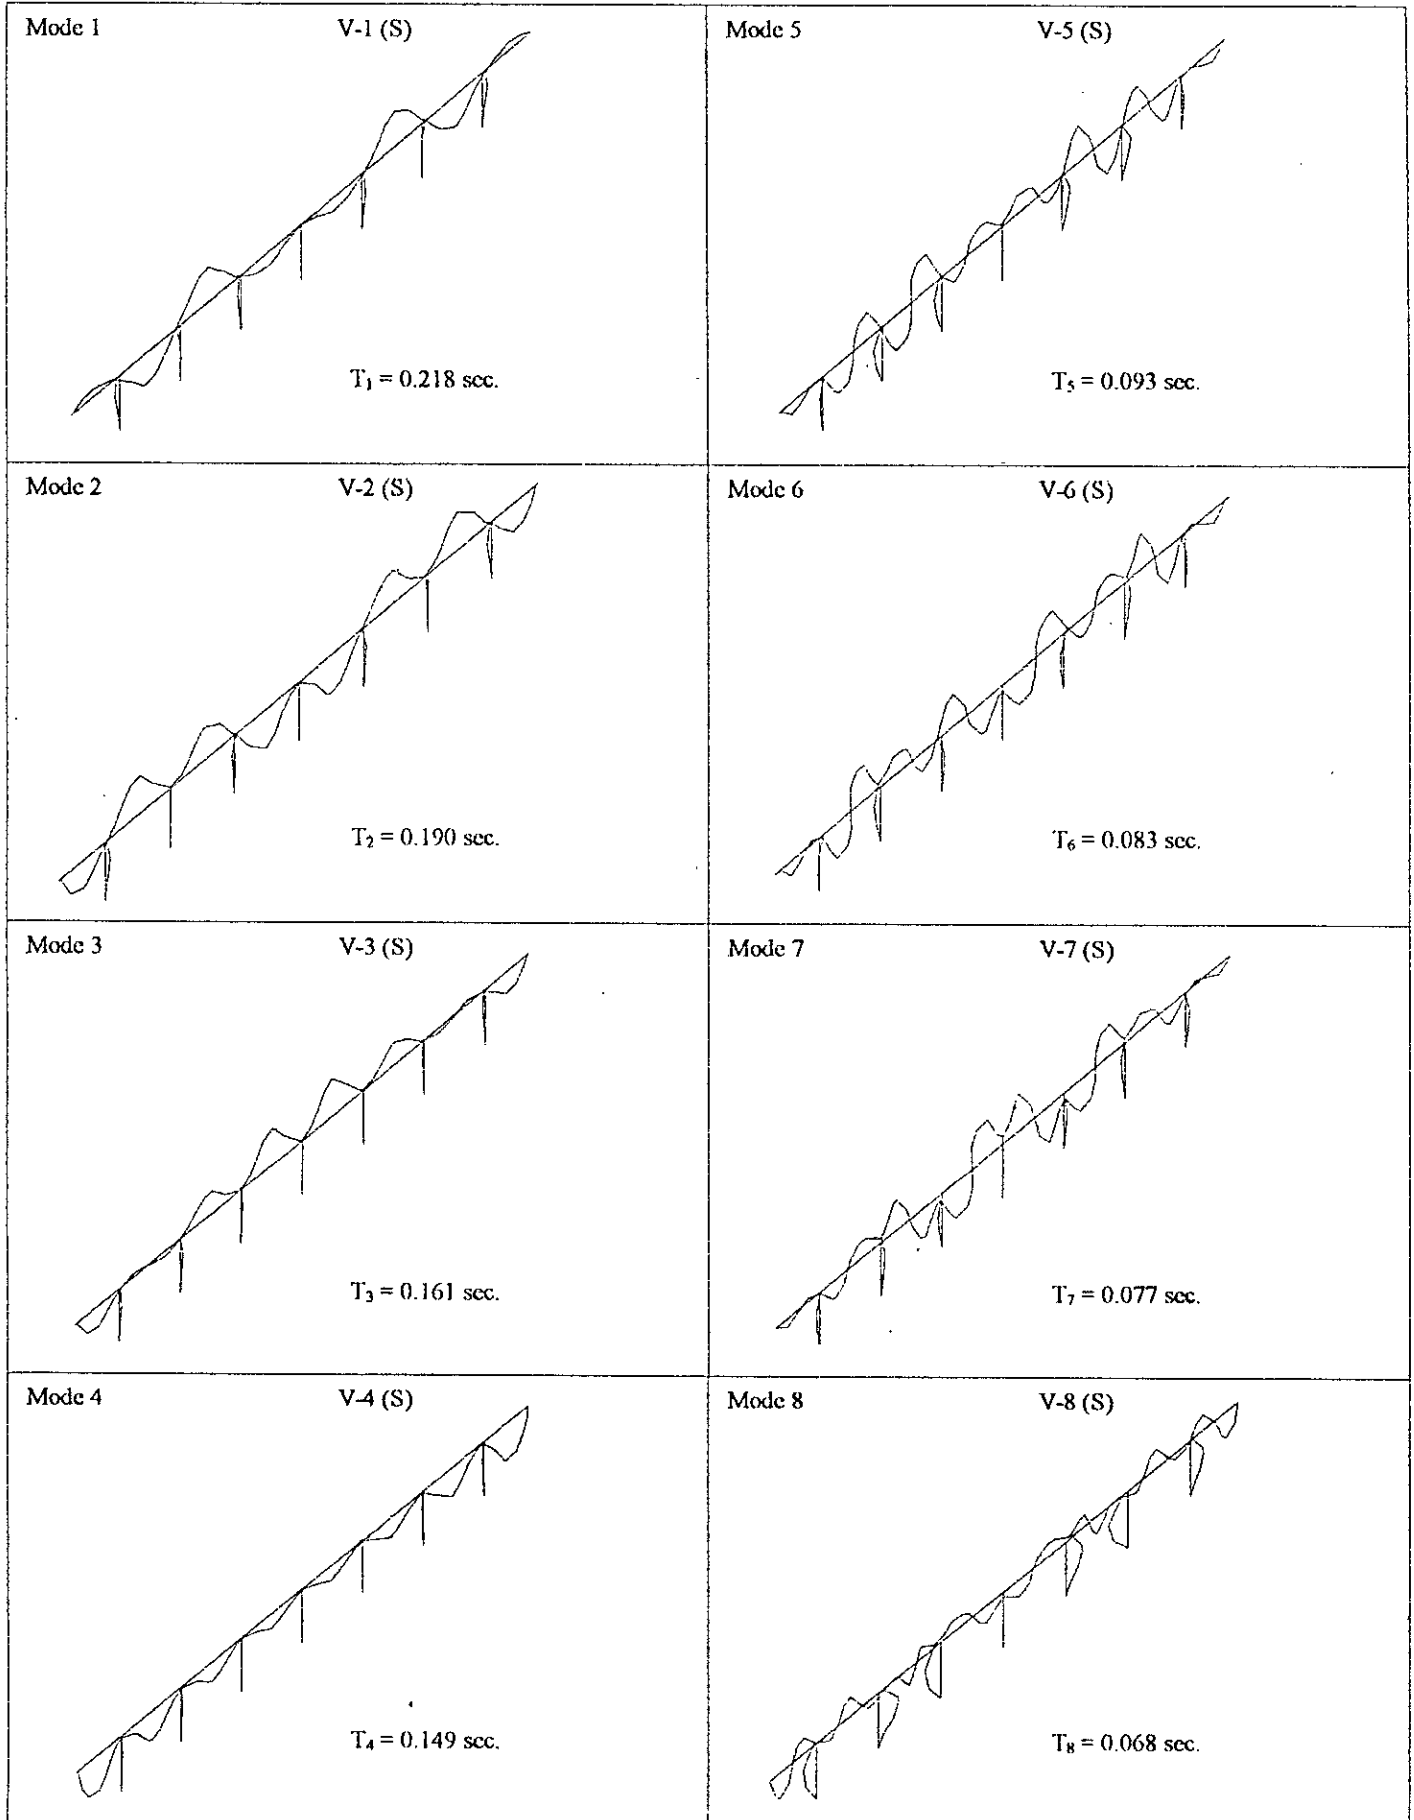 Mode 1 V-1 (S)
T₁ = 0.218 sec.
Mode 2 V-2 (S)
T₂ = 0.190 sec.
Mode 3 V-3 (S)
T₃ = 0.161 sec.
Mode 4 V-4 (S)
T₄ = 0.149 sec.
Mode 5 V-5 (S)
T₅ = 0.093 sec.
Mode 6 V-6 (S)
T₆ = 0.083 sec.
Mode 7 V-7 (S)
T₇ = 0.077 sec.
Mode 8 V-8 (S)
T₈ = 0.068 sec.